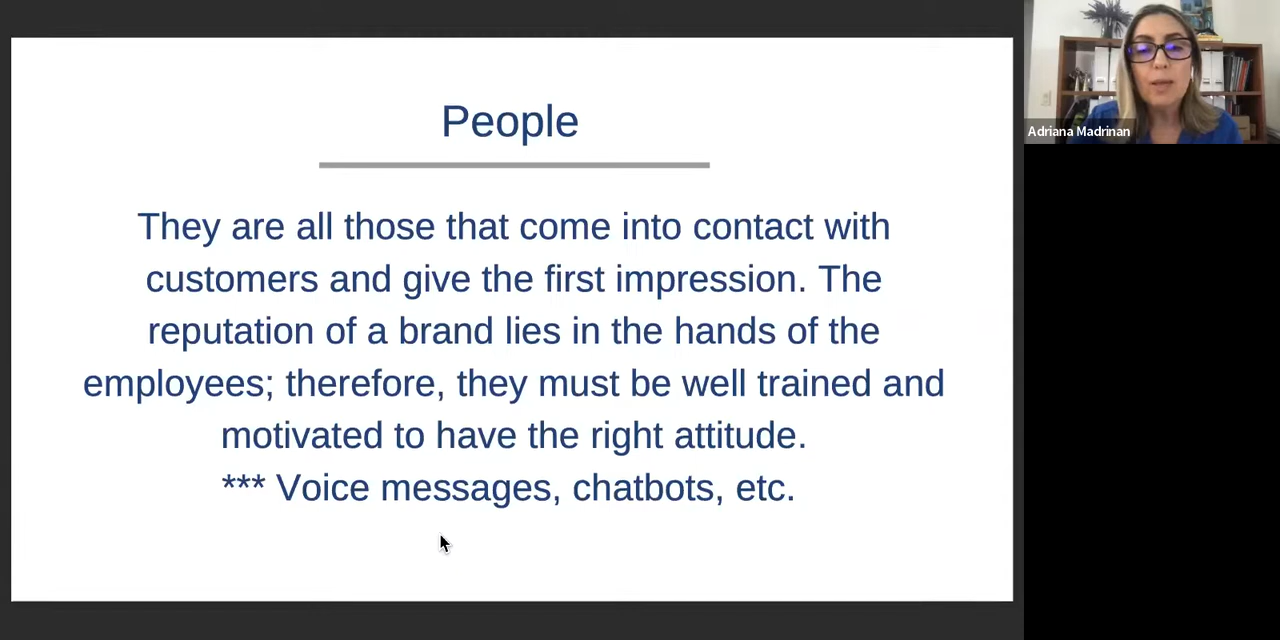 People
They are all those that come into contact with
customers and give the first impression. The
reputation of a brand lies in the hands of the
employees; therefore, they must be well trained and
motivated to have the right attitude.
*** Voice messages, chatbots, etc.
Adriana Madrinan